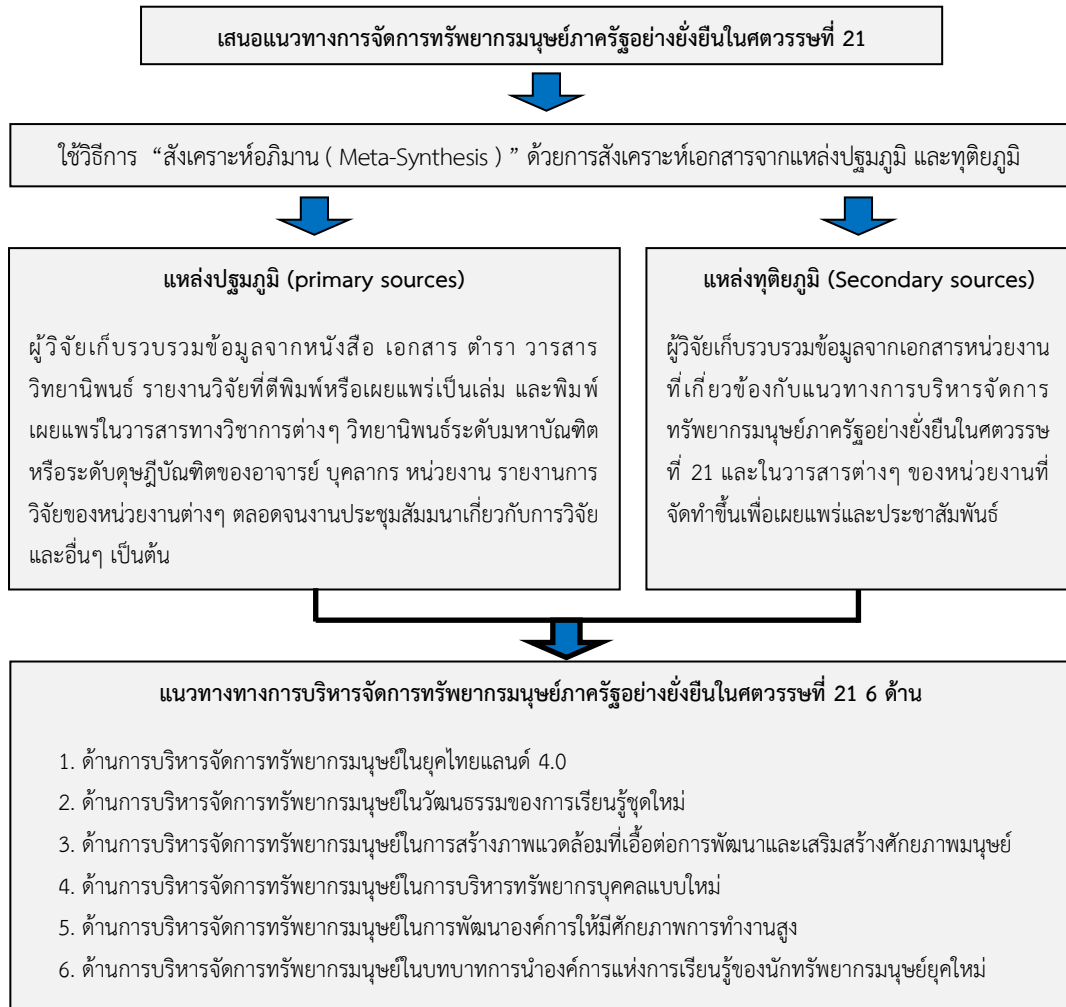 เสนอแนวทางการจัดการทรัพยากรมนุษย์ภาครัฐอย่างยั่งยืนในศตวรรษที่ 21
ใช้วิธีการ “สังเคราะห์อภิมาน ( Meta-Synthesis ) ” ด้วยการสังเคราะห์เอกสารจากแหล่งปฐมภูมิ และทุติยภูมิ
แหล่งปฐมภูมิ (primary sources)
ผู้วิจัยเก็บรวบรวมข้อมูลจากหนังสือ เอกสาร ตำรา วารสาร
วิทยานิพนธ์ รายงานวิจัยที่ตีพิมพ์หรือเผยแพร่เป็นเล่ม และพิมพ์
เผยแพร่ในวารสารทางวิชาการต่างๆ วิทยานิพนธ์ระดับมหาบัณฑิต
หรือระดับดุษฎีบัณฑิตของอาจารย์ บุคลากร หน่วยงาน รายงานการ
วิจัยของหน่วยงานต่างๆ ตลอดจนงานประชุมสัมมนาเกี่ยวกับการวิจัย
และอื่นๆ เป็นต้น
แหล่งทุติยภูมิ (Secondary sources)
ผู้วิจัยเก็บรวบรวมข้อมูลจากเอกสารหน่วยงาน
ที่เกี่ยวข้องกับแนวทางการบริหารจัดการ
ทรัพยากรมนุษย์ภาครัฐอย่างยั่งยืนในศตวรรษ
ที่ 21 และในวารสารต่างๆ ของหน่วยงานที่
จัดทำขึ้นเพื่อเผยแพร่และประชาสัมพันธ์
แนวทางทางการบริหารจัดการทรัพยากรมนุษย์ภาครัฐอย่างยั่งยืนในศตวรรษที่ 21 6 ด้าน
1. ด้านการบริหารจัดการทรัพยากรมนุษย์ในยุคไทยแลนด์ 4.0
2. ด้านการบริหารจัดการทรัพยากรมนุษย์ในวัฒนธรรมของการเรียนรู้ชุดใหม่
3. ด้านการบริหารจัดการทรัพยากรมนุษย์ในการสร้างภาพแวดล้อมที่เอื้อต่อการพัฒนาและเสริมสร้างศักยภาพมนุษย์
4. ด้านการบริหารจัดการทรัพยากรมนุษย์ในการบริหารทรัพยากรบุคคลแบบใหม่
5. ด้านการบริหารจัดการทรัพยากรมนุษย์ในการพัฒนาองค์การให้มีศักยภาพการทำงานสูง
6. ด้านการบริหารจัดการทรัพยากรมนุษย์ในบทบาทการนำองค์การแห่งการเรียนรู้ของนักทรัพยากรมนุษย์ยุคใหม่